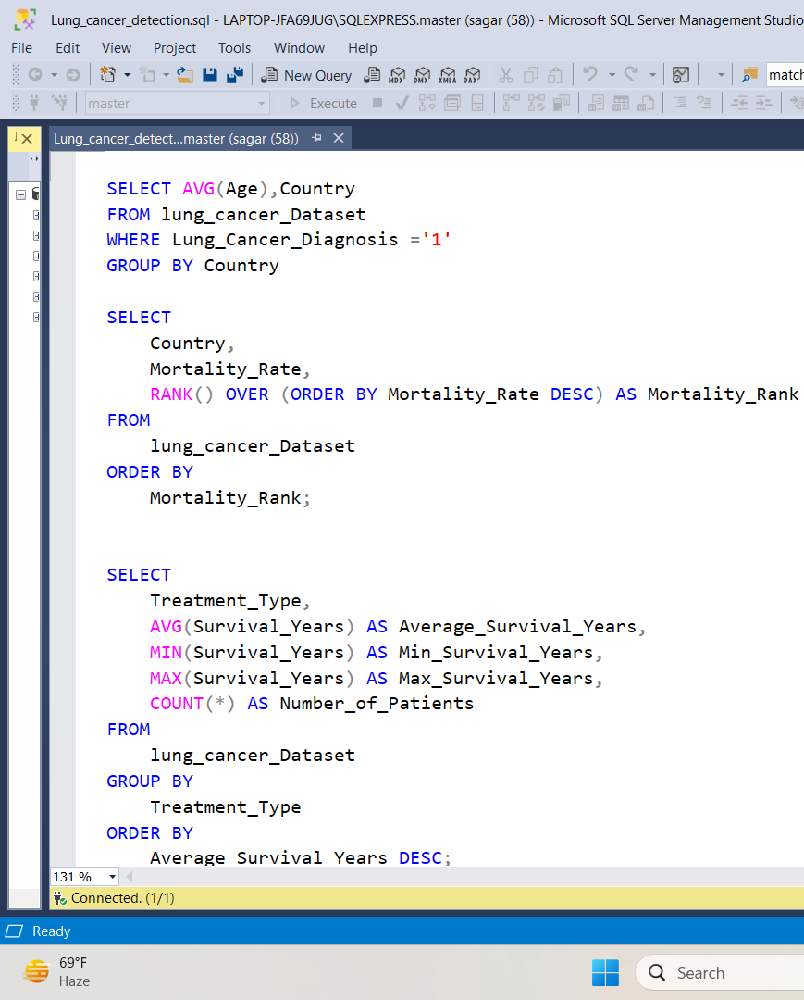 Lung_cancer_detection.sql - LAPTOP-JFA69JUG\SQLEXPRESS.master (sagar (58)) - Microsoft SQL Server Management Studio
File Edit View Project Tools Window Help
New Query MDX DMX XMLA DAX match
master Execute
Lung_cancer_detect...master (sagar (58))
SELECT AVG(Age),Country
FROM lung_cancer_Dataset
WHERE Lung_Cancer_Diagnosis ='1'
GROUP BY Country
SELECT
Country,
Mortality_Rate,
RANK() OVER (ORDER BY Mortality_Rate DESC) AS Mortality_Rank
FROM
lung_cancer_Dataset
ORDER BY
Mortality_Rank;
SELECT
Treatment_Type,
AVG(Survival_Years) AS Average_Survival_Years,
MIN(Survival_Years) AS Min_Survival_Years,
MAX(Survival_Years) AS Max_Survival_Years,
COUNT(*) AS Number_of_Patients
FROM
lung_cancer_Dataset
GROUP BY
Treatment_Type
ORDER BY
Average_Survival_Years DESC;
131 %
Connected. (1/1)
Ready
69°F
Haze
Search